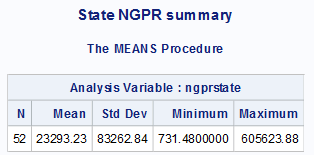 State NGPR summary
The MEANS Procedure
Analysis Variable : ngprstate
N Mean Std Dev Minimum Maximum
52 23293.23 83262.84 731.4800000 605623.88